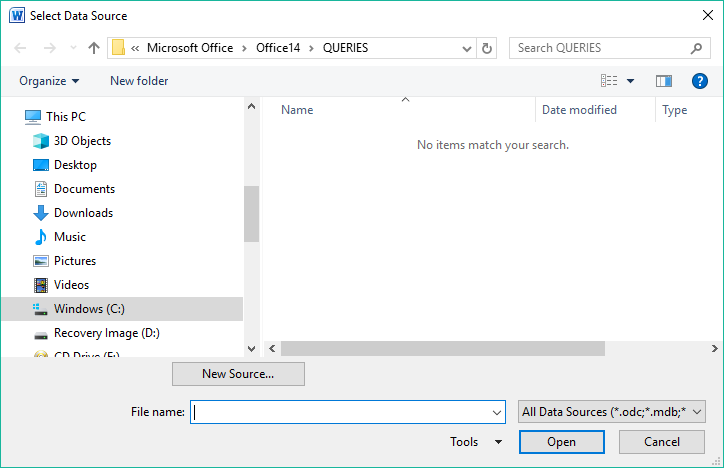 Select Data Source
« Microsoft Office > Office14 > QUERIES
Search QUERIES
Organize
New folder
?
Name
Date modified
Type
No items match your search.
This PC
3D Objects
Desktop
Documents
Downloads
Music
Pictures
Videos
Windows (C:)
Recovery Image (D:)
CD Drive (F:)
New Source...
File name:
All Data Sources (*.odc;*.mdb;*
Tools
Open
Cancel